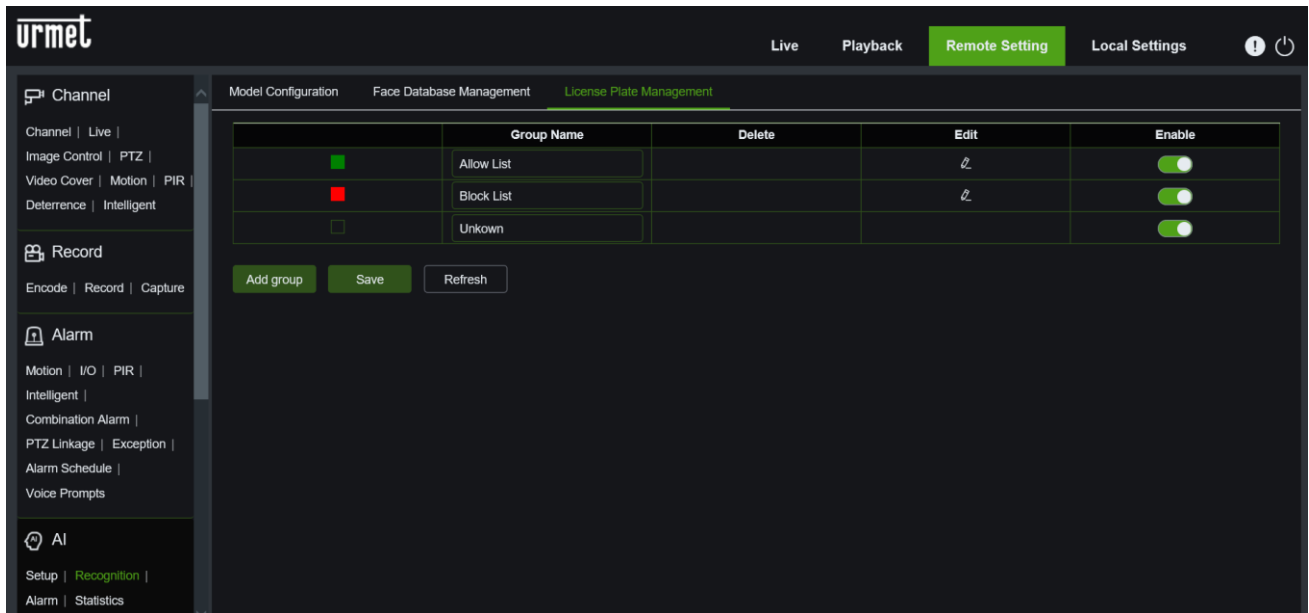 urmet
Live Playback Remote Setting Local Settings
Channel
Channel | Live |
Image Control | PTZ |
Video Cover | Motion | PIR |
Deterrence | Intelligent
Record
Encode | Record | Capture
Alarm
Motion | I/O | PIR |
Intelligent |
Combination Alarm |
PTZ Linkage | Exception |
Alarm Schedule |
Voice Prompts
AI
Setup | Recognition |
Alarm | Statistics
Model Configuration Face Database Management License Plate Management
Group Name Delete Edit Enable
Allow List
Block List
Unkown
Add group Save Refresh